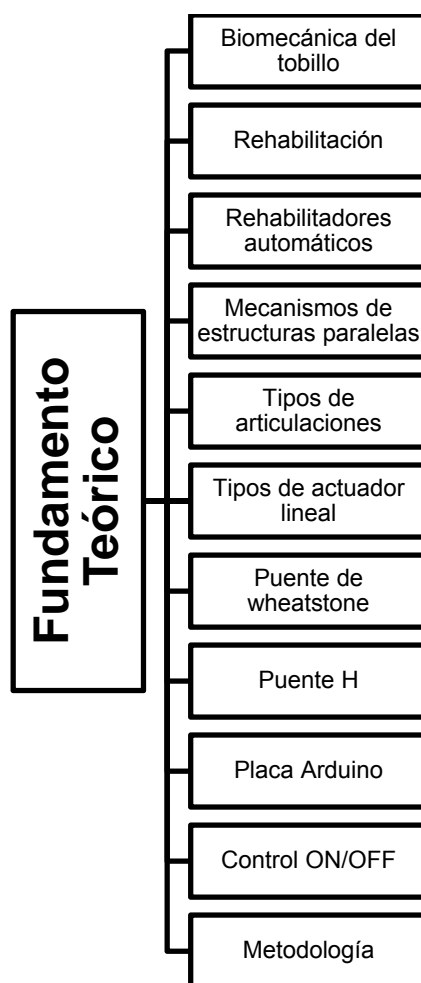 Fundamento
Teórico
Biomecánica del
tobillo
Rehabilitación
Rehabilitadores
automáticos
Mecanismos de
estructuras paralelas
Tipos de
articulaciones
Tipos de actuador
lineal
Puente de
wheatstone
Puente H
Placa Arduino
Control ON/OFF
Metodología